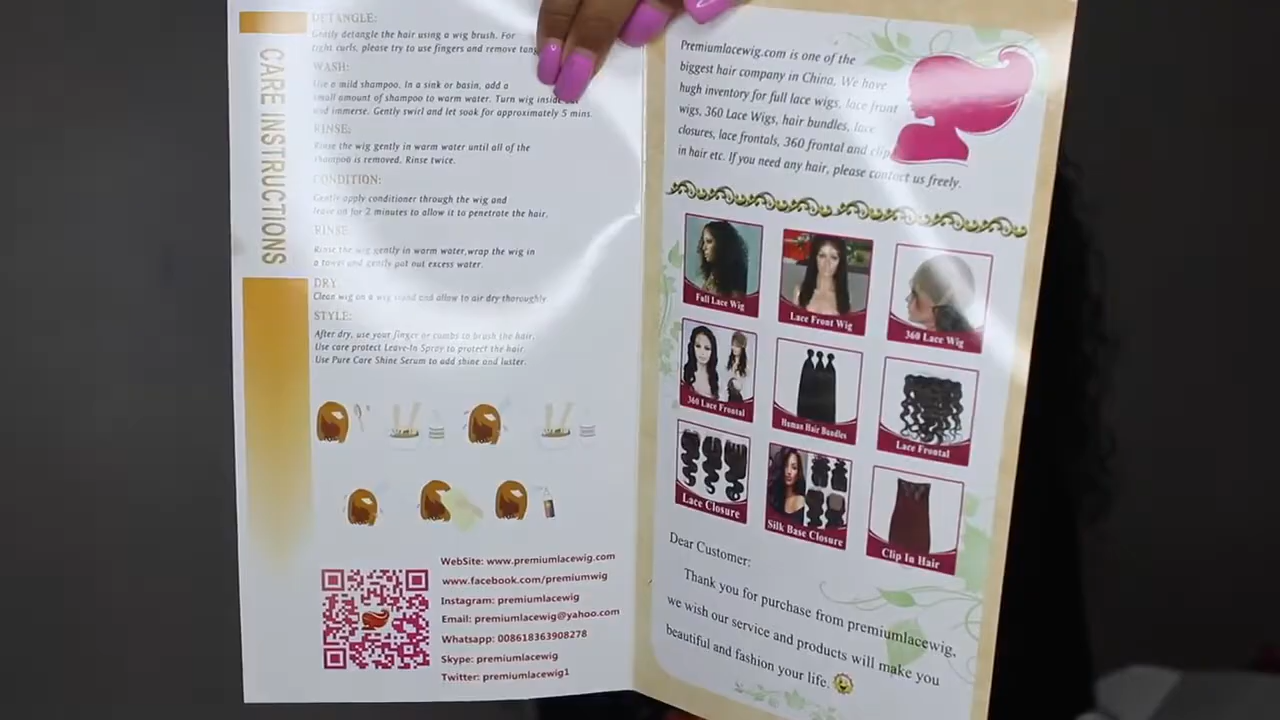 CARE INSTRUCTIONS
DETANGLE:
Gently detangle the hair using a wig brush. For
tight curls, please try to use fingers and remove
WASH:
Use a mild shampoo. In a sink or basin, add a
small amount of shampoo to warm water. Turn wig inside
and immerse. Gently swirl and let soak for approximately 5 mins.
RINSE:
Rinse the wig gently in warm water until all of the
shampoo is removed. Rinse twice.
CONDITION:
Gently apply conditioner through the wig and
leave on for 2 minutes to allow it to penetrate the hair.
RINSE
Rinse the wig gently in warm water,wrap the wig in
a towel and gently pat out excess water.
DRY
Clean wig on a wig stand and allow to air dry thoroughly
STYLE:
After dry, use your finger or combs to brush the hair.
Use care protect Leave-In Spray to protect the hair.
Use Pure Care Shine Serum to add shine and luster.
WebSite: www.premiumlacewig.com
www.facebook.com/premiumwig
Instagram: premiumlacewig
Email: premiumlacewig@yahoo.com
Whatsapp: 008618363908278
Skype: premiumlacewig
Twitter: premiumlacewig1
Premiumlacewig.com is one of the
biggest hair company in China. We have
hugh inventory for full lace wigs, lace front
wigs, 360 Lace Wigs, hair bundles, lace
closures, lace frontals, 360 frontal and clip
in hair etc. If you need any hair, please contact us freely.
Full Lace Wig
Lace Front Wig
360 Lace Wig
360 Lace Frontal
Human Hair Bundles
Lace Frontal
Lace Closure
Silk Base Closure
Clip In Hair
Dear Customer:
Thank you for purchase from premiumlacewig,
we wish our service and products will make you
beautiful and fashion your life.